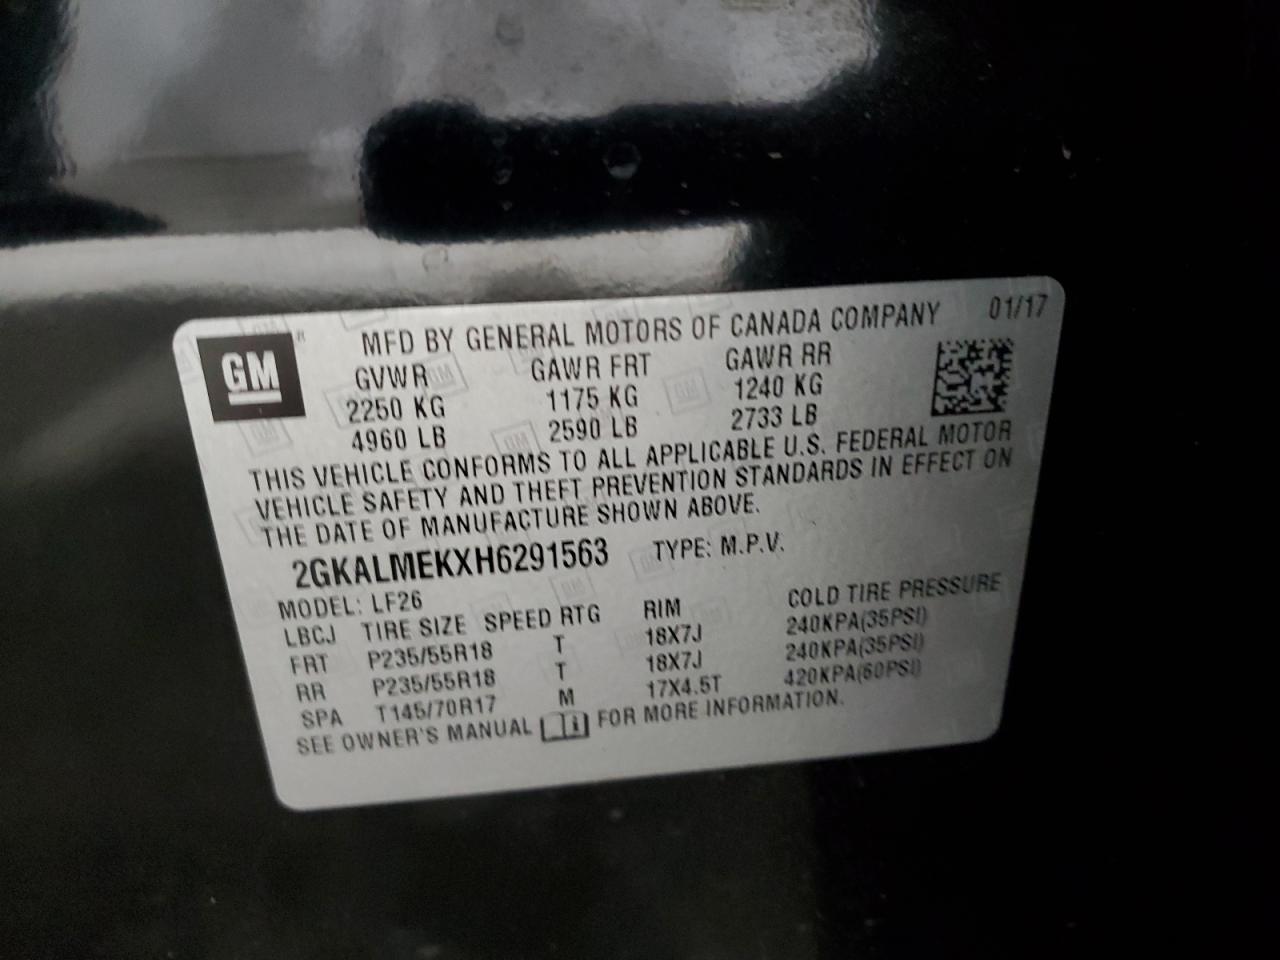 GM
MFD BY GENERAL MOTORS OF CANADA COMPANY 01/17
GVWR GAWR FRT GAWR RR
2250 KG 1175 KG 1240 KG
4960 LB 2590 LB 2733 LB
THIS VEHICLE CONFORMS TO ALL APPLICABLE U.S. FEDERAL MOTOR
VEHICLE SAFETY AND THEFT PREVENTION STANDARDS IN EFFECT ON
THE DATE OF MANUFACTURE SHOWN ABOVE.
2GKALMEKXH6291563 TYPE: M.P.V.
MODEL: LF26
LBCJ TIRE SIZE SPEED RTG RIM COLD TIRE PRESSURE
FRT P235/55R18 T 18X7J 240KPA(35PSI)
RR P235/55R18 T 18X7J 240KPA(35PSI)
SPA T145/70R17 M 17X4.5T 420KPA(60PSI)
SEE OWNER'S MANUAL FOR MORE INFORMATION.